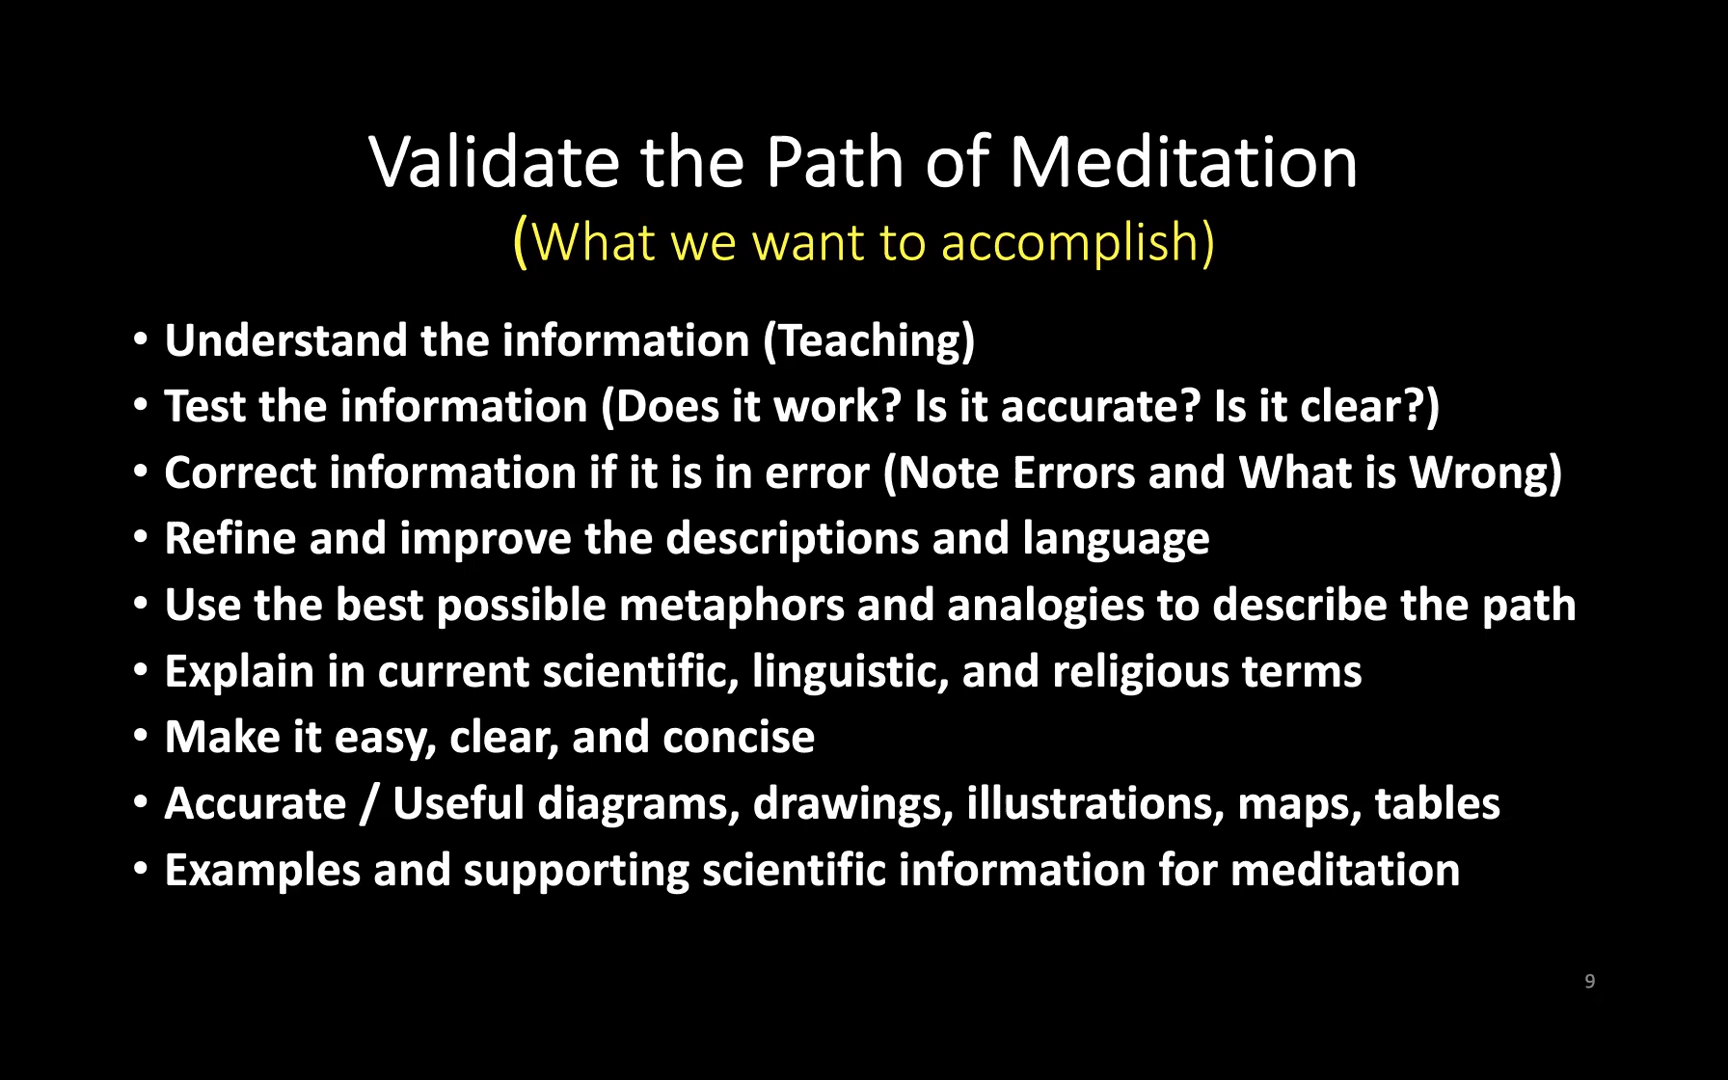 Validate the Path of Meditation
(What we want to accomplish)
• Understand the information (Teaching)
• Test the information (Does it work? Is it accurate? Is it clear?)
• Correct information if it is in error (Note Errors and What is Wrong)
• Refine and improve the descriptions and language
• Use the best possible metaphors and analogies to describe the path
• Explain in current scientific, linguistic, and religious terms
• Make it easy, clear, and concise
• Accurate / Useful diagrams, drawings, illustrations, maps, tables
• Examples and supporting scientific information for meditation
9